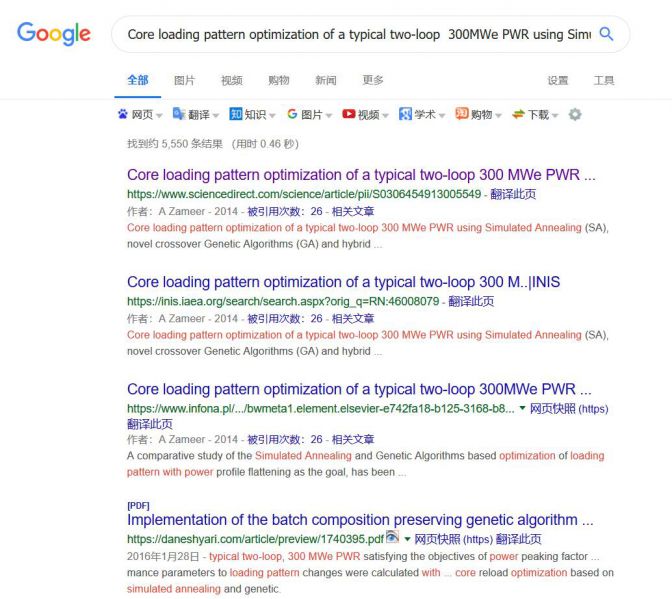 Google
Core loading pattern optimization of a typical two-loop 300MWe PWR using Simu
全部 图片 视频 购物 新闻 更多 设置 工具
网页 翻译 知 知识 G 图片 视频 学术 购物 下载
找到约 5,550 条结果 （用时 0.46 秒）
Core loading pattern optimization of a typical two-loop 300 MWe PWR ...
https://www.sciencedirect.com/science/article/pii/S0306454913005549 - 翻译此页
作者：A Zameer - 2014 - 被引用次数：26 - 相关文章
Core loading pattern optimization of a typical two-loop 300 MWe PWR using Simulated Annealing (SA),
novel crossover Genetic Algorithms (GA) and hybrid ...
Core loading pattern optimization of a typical two-loop 300 M..|INIS
https://inis.iaea.org/search/search.aspx?orig_q=RN:46008079 - 翻译此页
作者：A Zameer - 2014 - 被引用次数：26 - 相关文章
Core loading pattern optimization of a typical two-loop 300 MWe PWR using Simulated Annealing (SA),
novel crossover Genetic Algorithms (GA) and hybrid ...
Core loading pattern optimization of a typical two-loop 300MWe PWR ...
https://www.infona.pl/.../bwmeta1.element.elsevier-e742fa18-b125-3168-b8... 网页快照 (https)
翻译此页
作者：A Zameer - 2014 - 被引用次数：26 - 相关文章
A comparative study of the Simulated Annealing and Genetic Algorithms based optimization of loading
pattern with power profile flattening as the goal, has been ...
[PDF]
Implementation of the batch composition preserving genetic algorithm ...
https://daneshyari.com/article/preview/1740395.pdf 网页快照 (https) 翻译此页
2016年1月28日 - typical two-loop, 300 MWe PWR satisfying the objectives of power peaking factor ...
mance parameters to loading pattern changes were calculated with ... core reload optimization based on
simulated annealing and genetic.